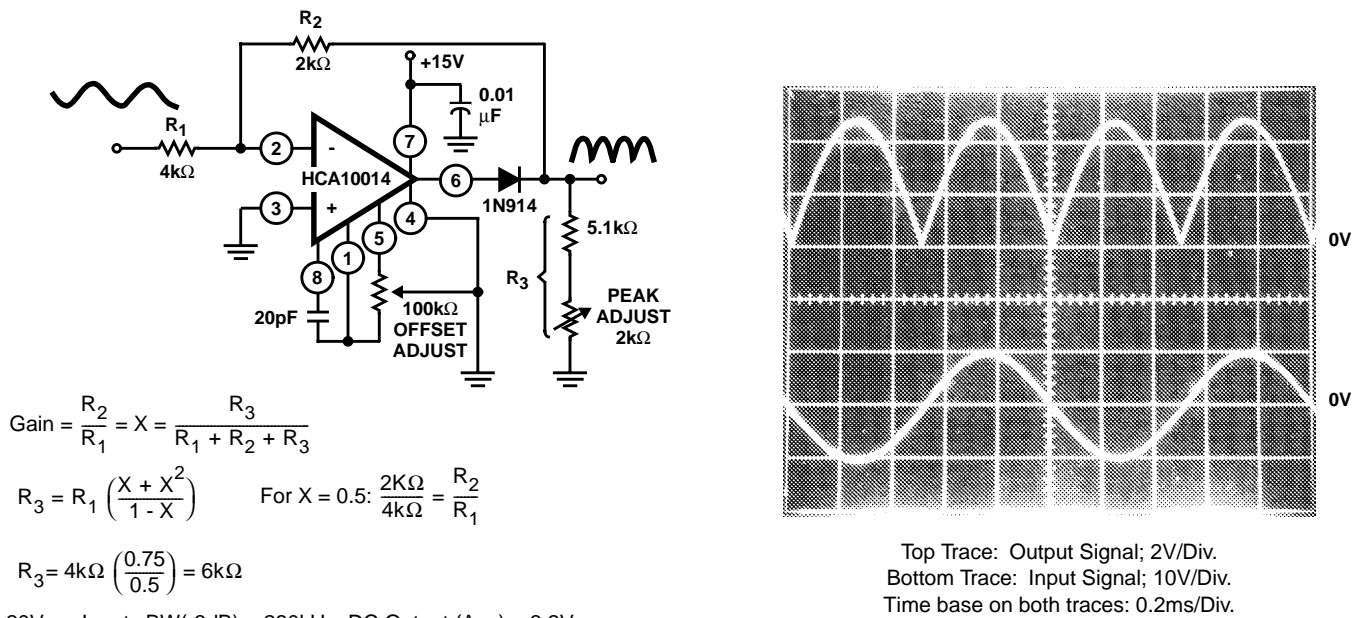 R2
2kΩ
+15V
0.01
μF
R1
4kΩ
2
-
7
HCA10014
6
1N914
3
+
4
5
1
8
5.1kΩ
R3
20pF
100kΩ
OFFSET
ADJUST
PEAK
ADJUST
2kΩ
Gain = R2/R1 = X = R3/(R1 + R2 + R3)
R3 = R1 ((X + X²)/(1 - X)) For X = 0.5: 2KΩ/4kΩ = R2/R1
R3= 4kΩ (0.75/0.5) = 6kΩ
0V
0V
Top Trace: Output Signal; 2V/Div.
Bottom Trace: Input Signal; 10V/Div.
Time base on both traces: 0.2ms/Div.